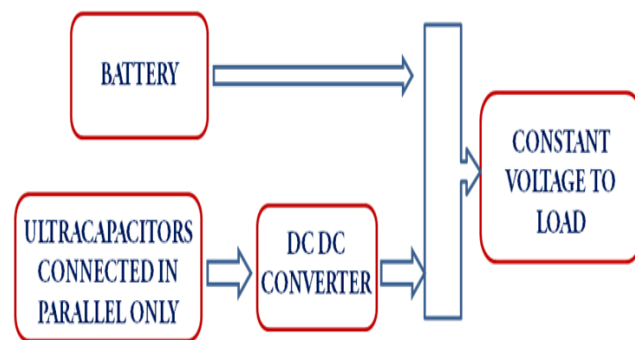 BATTERY
ULTRACAPACITORS
CONNECTED IN
PARALLEL ONLY
DC DC
CONVERTER
CONSTANT
VOLTAGE TO
LOAD